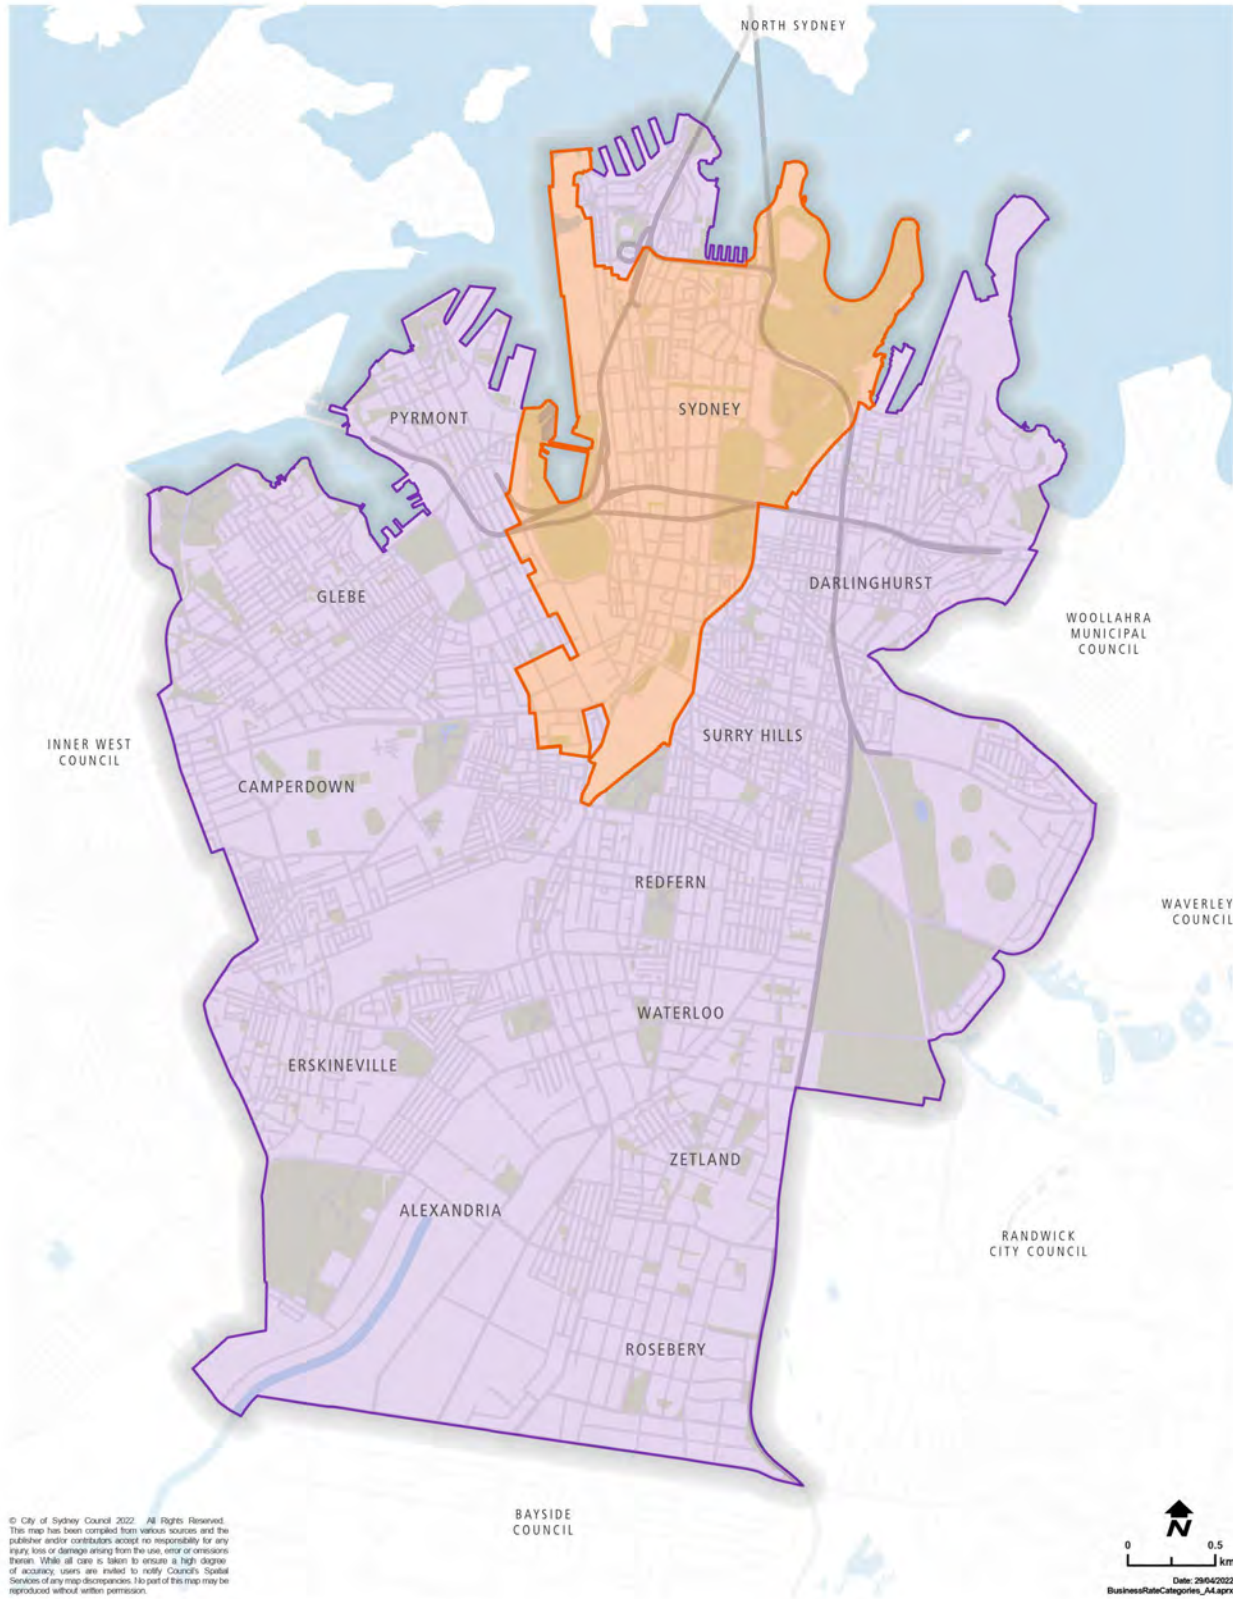 NORTH SYDNEY
PYRMONT
SYDNEY
GLEBE
DARLINGHURST
WOOLLAHRA
MUNICIPAL
COUNCIL
INNER WEST
COUNCIL
SURRY HILLS
CAMPERDOWN
REDFERN
WAVERLEY
COUNCIL
WATERLOO
ERSKINEVILLE
ZETLAND
ALEXANDRIA
RANDWICK
CITY COUNCIL
ROSEBERY
BAYSIDE
COUNCIL
© City of Sydney Council 2022. All Rights Reserved.
This map has been compiled from various sources and the
publisher and/or contributors accept no responsibility for any
injury, loss or damage arising from the use, error or omissions
therein. While all care is taken to ensure a high degree
of accuracy, users are invited to notify Council's Spatial
Services of any map discrepancies. No part of this map may be
reproduced without written permission.
N
0 0.5
km
Date: 29/04/2022
BusinessRateCategories_A4.aprx